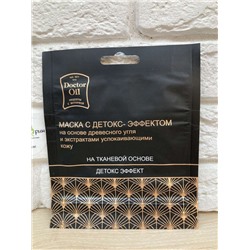 Doctor
Oil
МАСКА С ДЕТОКС- ЭФФЕКТОМ
на основе древесного угля
и экстрактами успокаивающими
кожу
НА ТКАНЕВОЙ ОСНОВЕ
ДЕТОКС ЭФФЕКТ